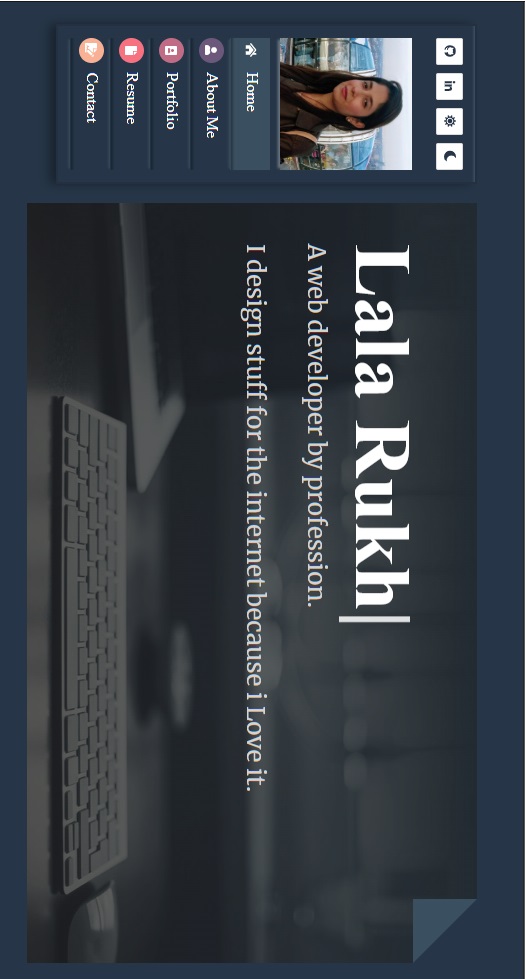 in
Home
About Me
Portfolio
Resume
Contact
Lala Rukh|
A web developer by profession.
I design stuff for the internet because i Love it.